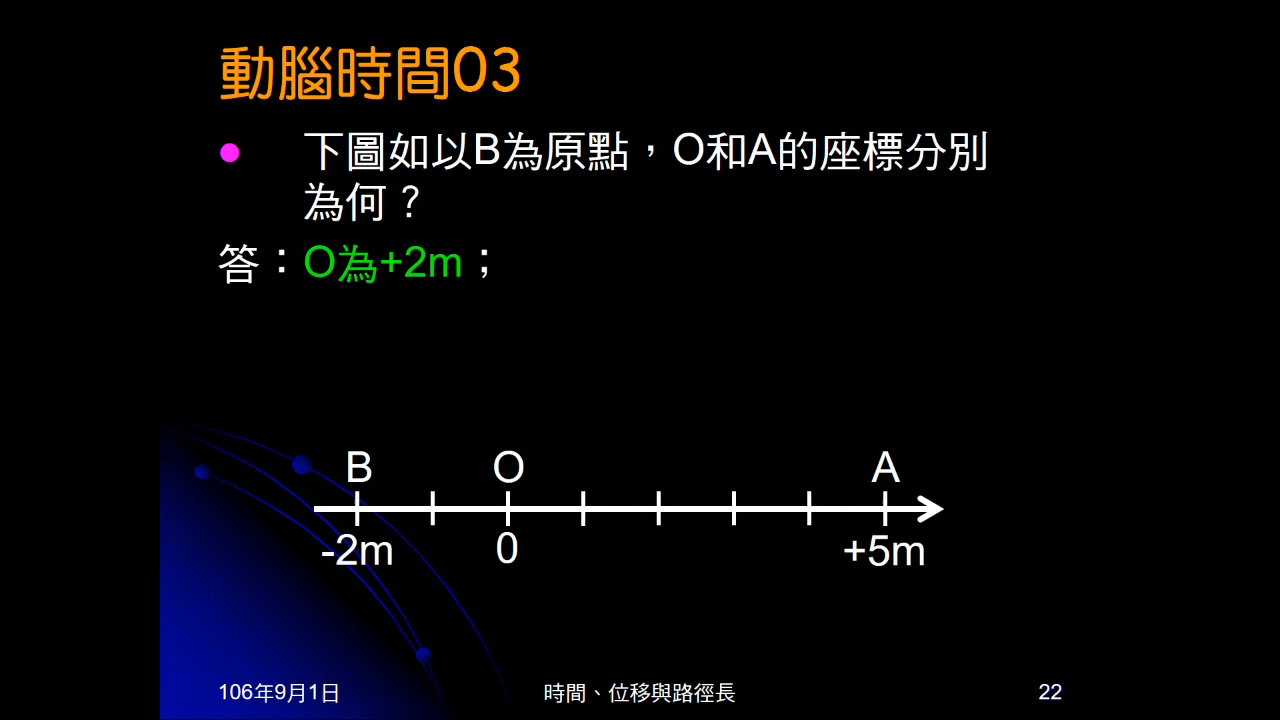 動腦時間03
● 下圖如以B為原點，O和A的座標分別
為何？
答：O為+2m；
B O A
-2m 0 +5m
106年9月1日 時間、位移與路徑長 22